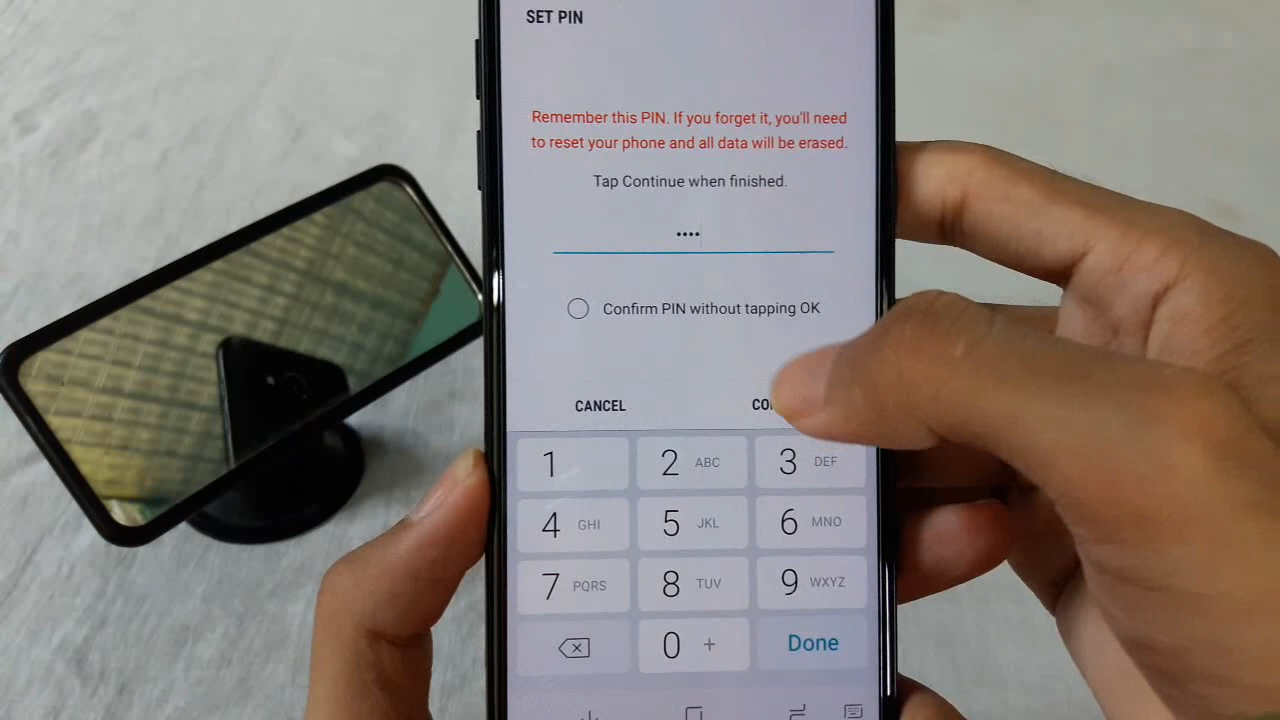 SET PIN
Remember this PIN. If you forget it, you'll need
to reset your phone and all data will be erased.
Tap Continue when finished.
••••
Confirm PIN without tapping OK
CANCEL
1 2 ABC 3 DEF
4 GHI 5 JKL 6 MNO
7 PQRS 8 TUV 9 WXYZ
0 + Done